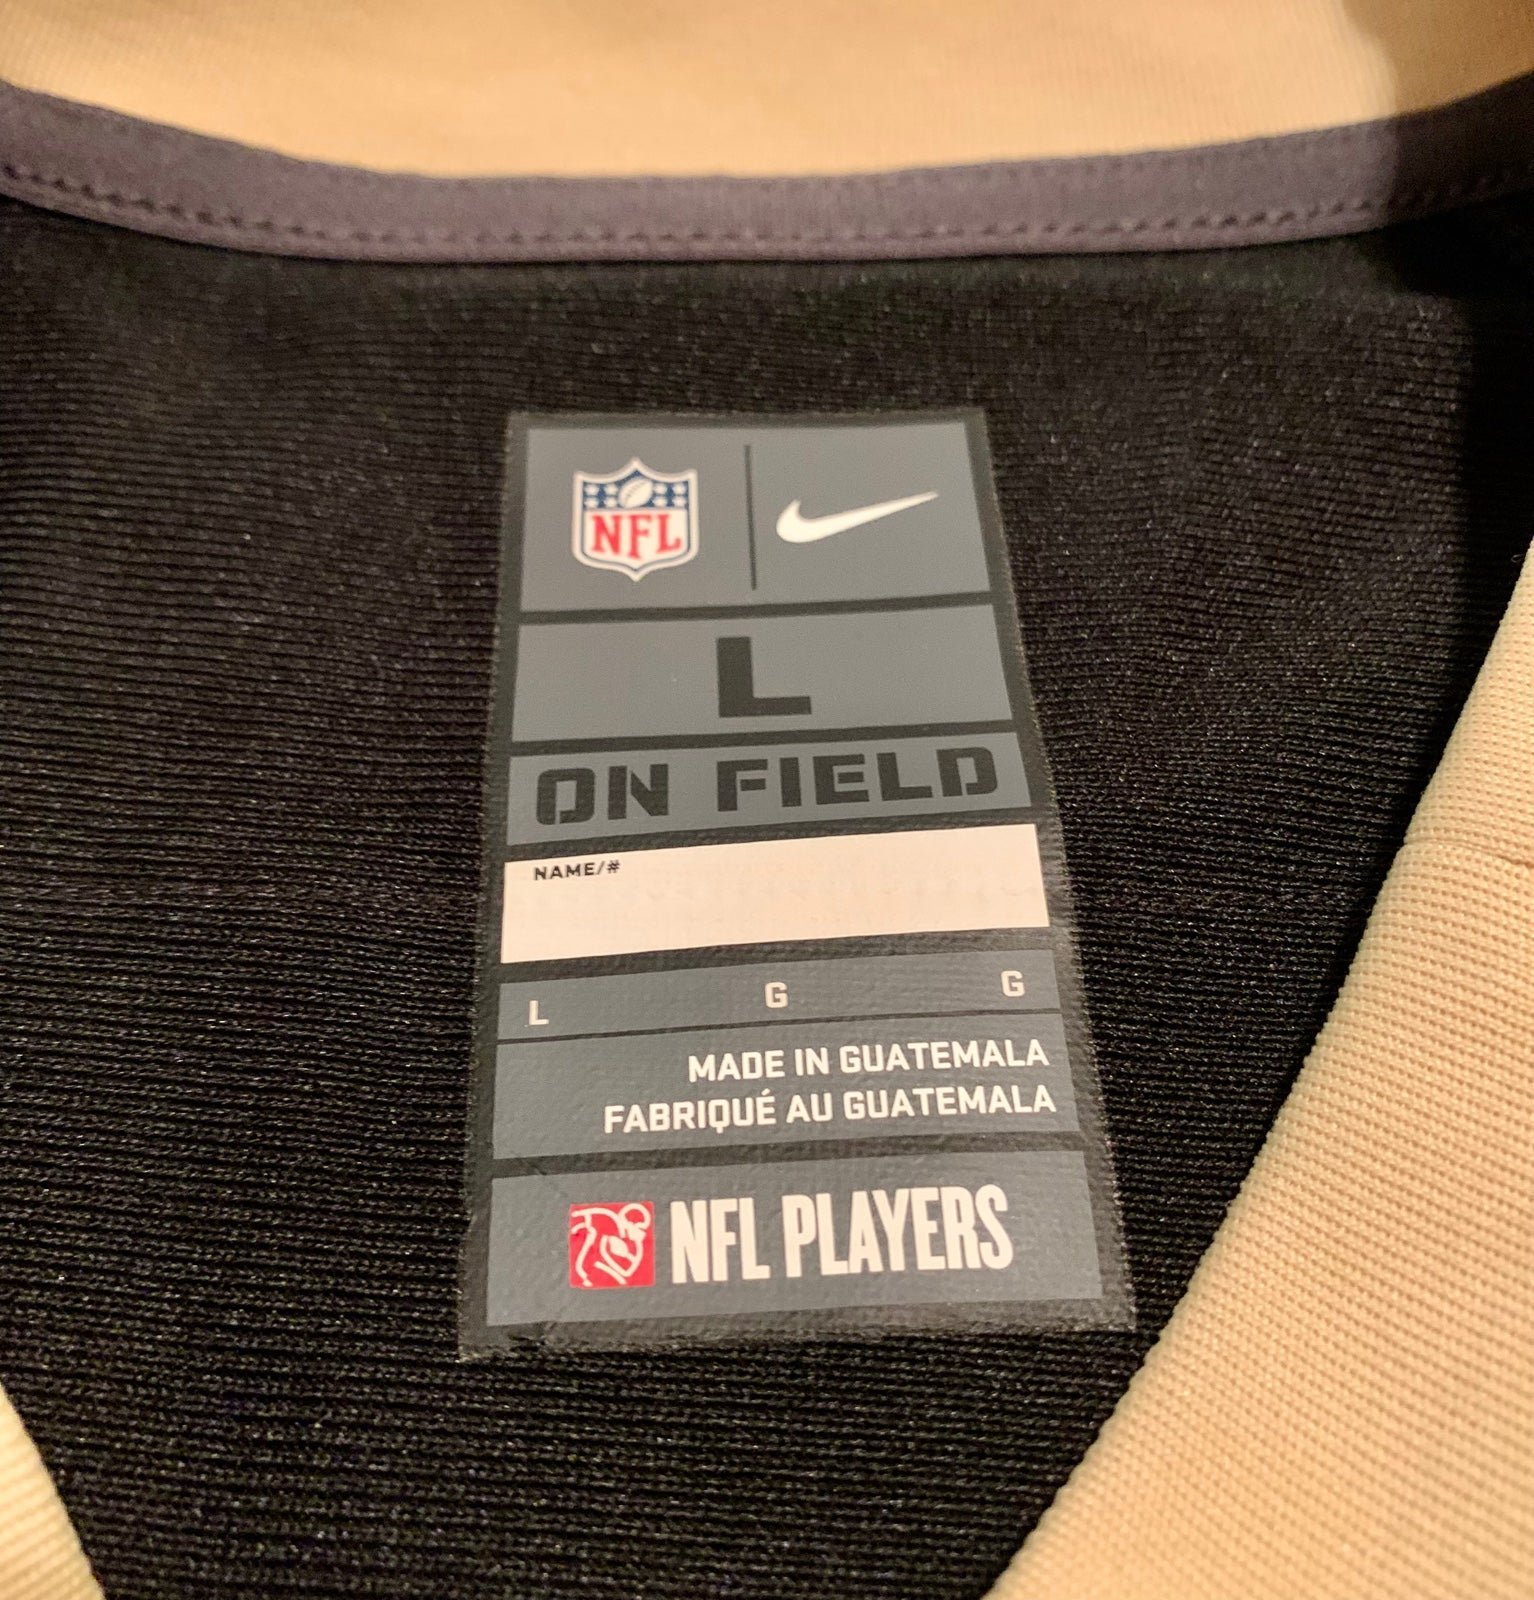 NFL
L
ON FIELD
NAME/#
L G G
MADE IN GUATEMALA
FABRIQUÉ AU GUATEMALA
NFL PLAYERS